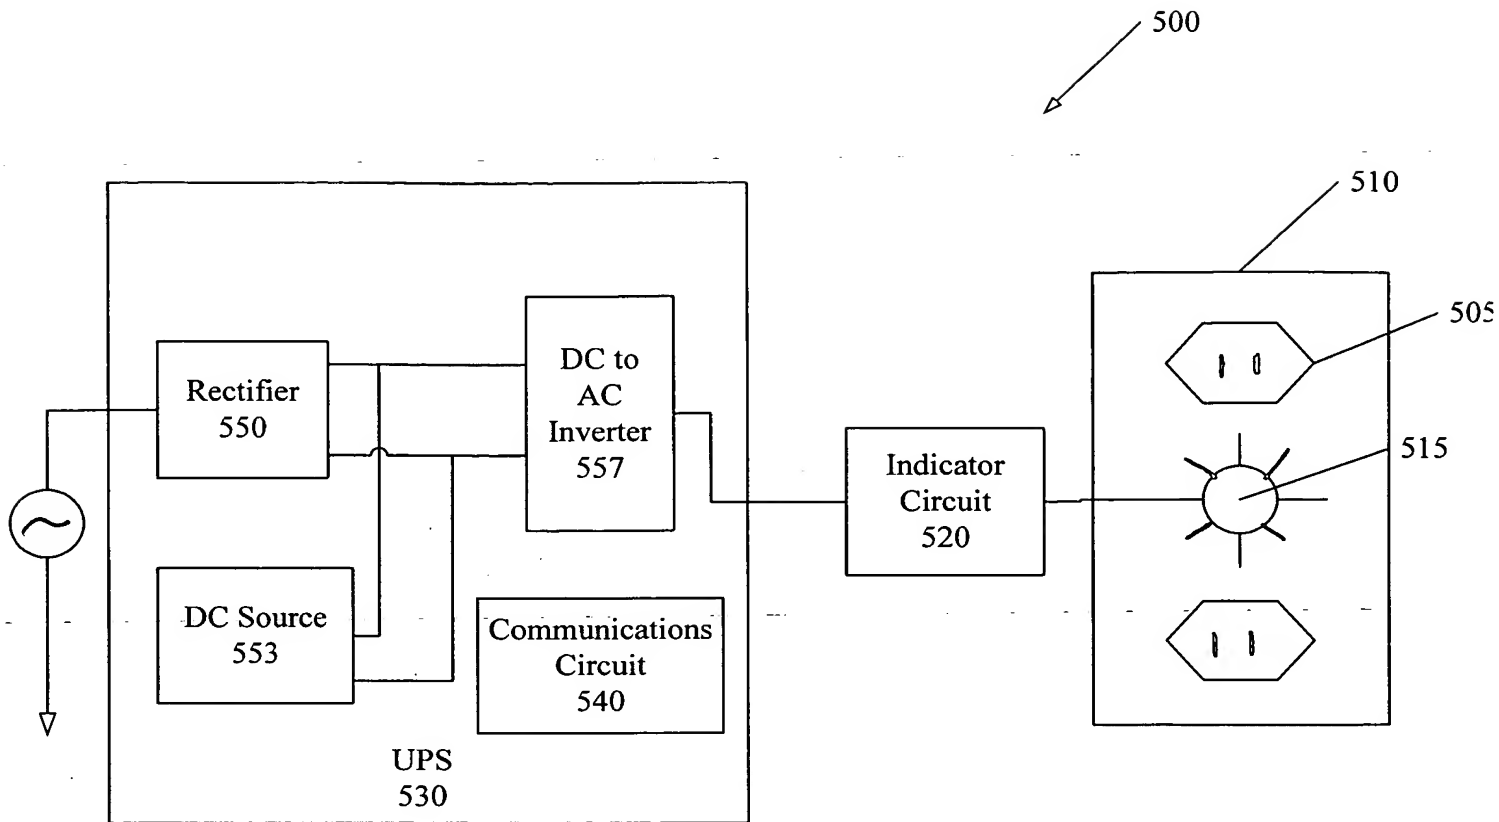 500
510
505
515
Rectifier
550
DC to
AC
Inverter
557
Indicator
Circuit
520
DC Source
553
Communications
Circuit
540
UPS
530